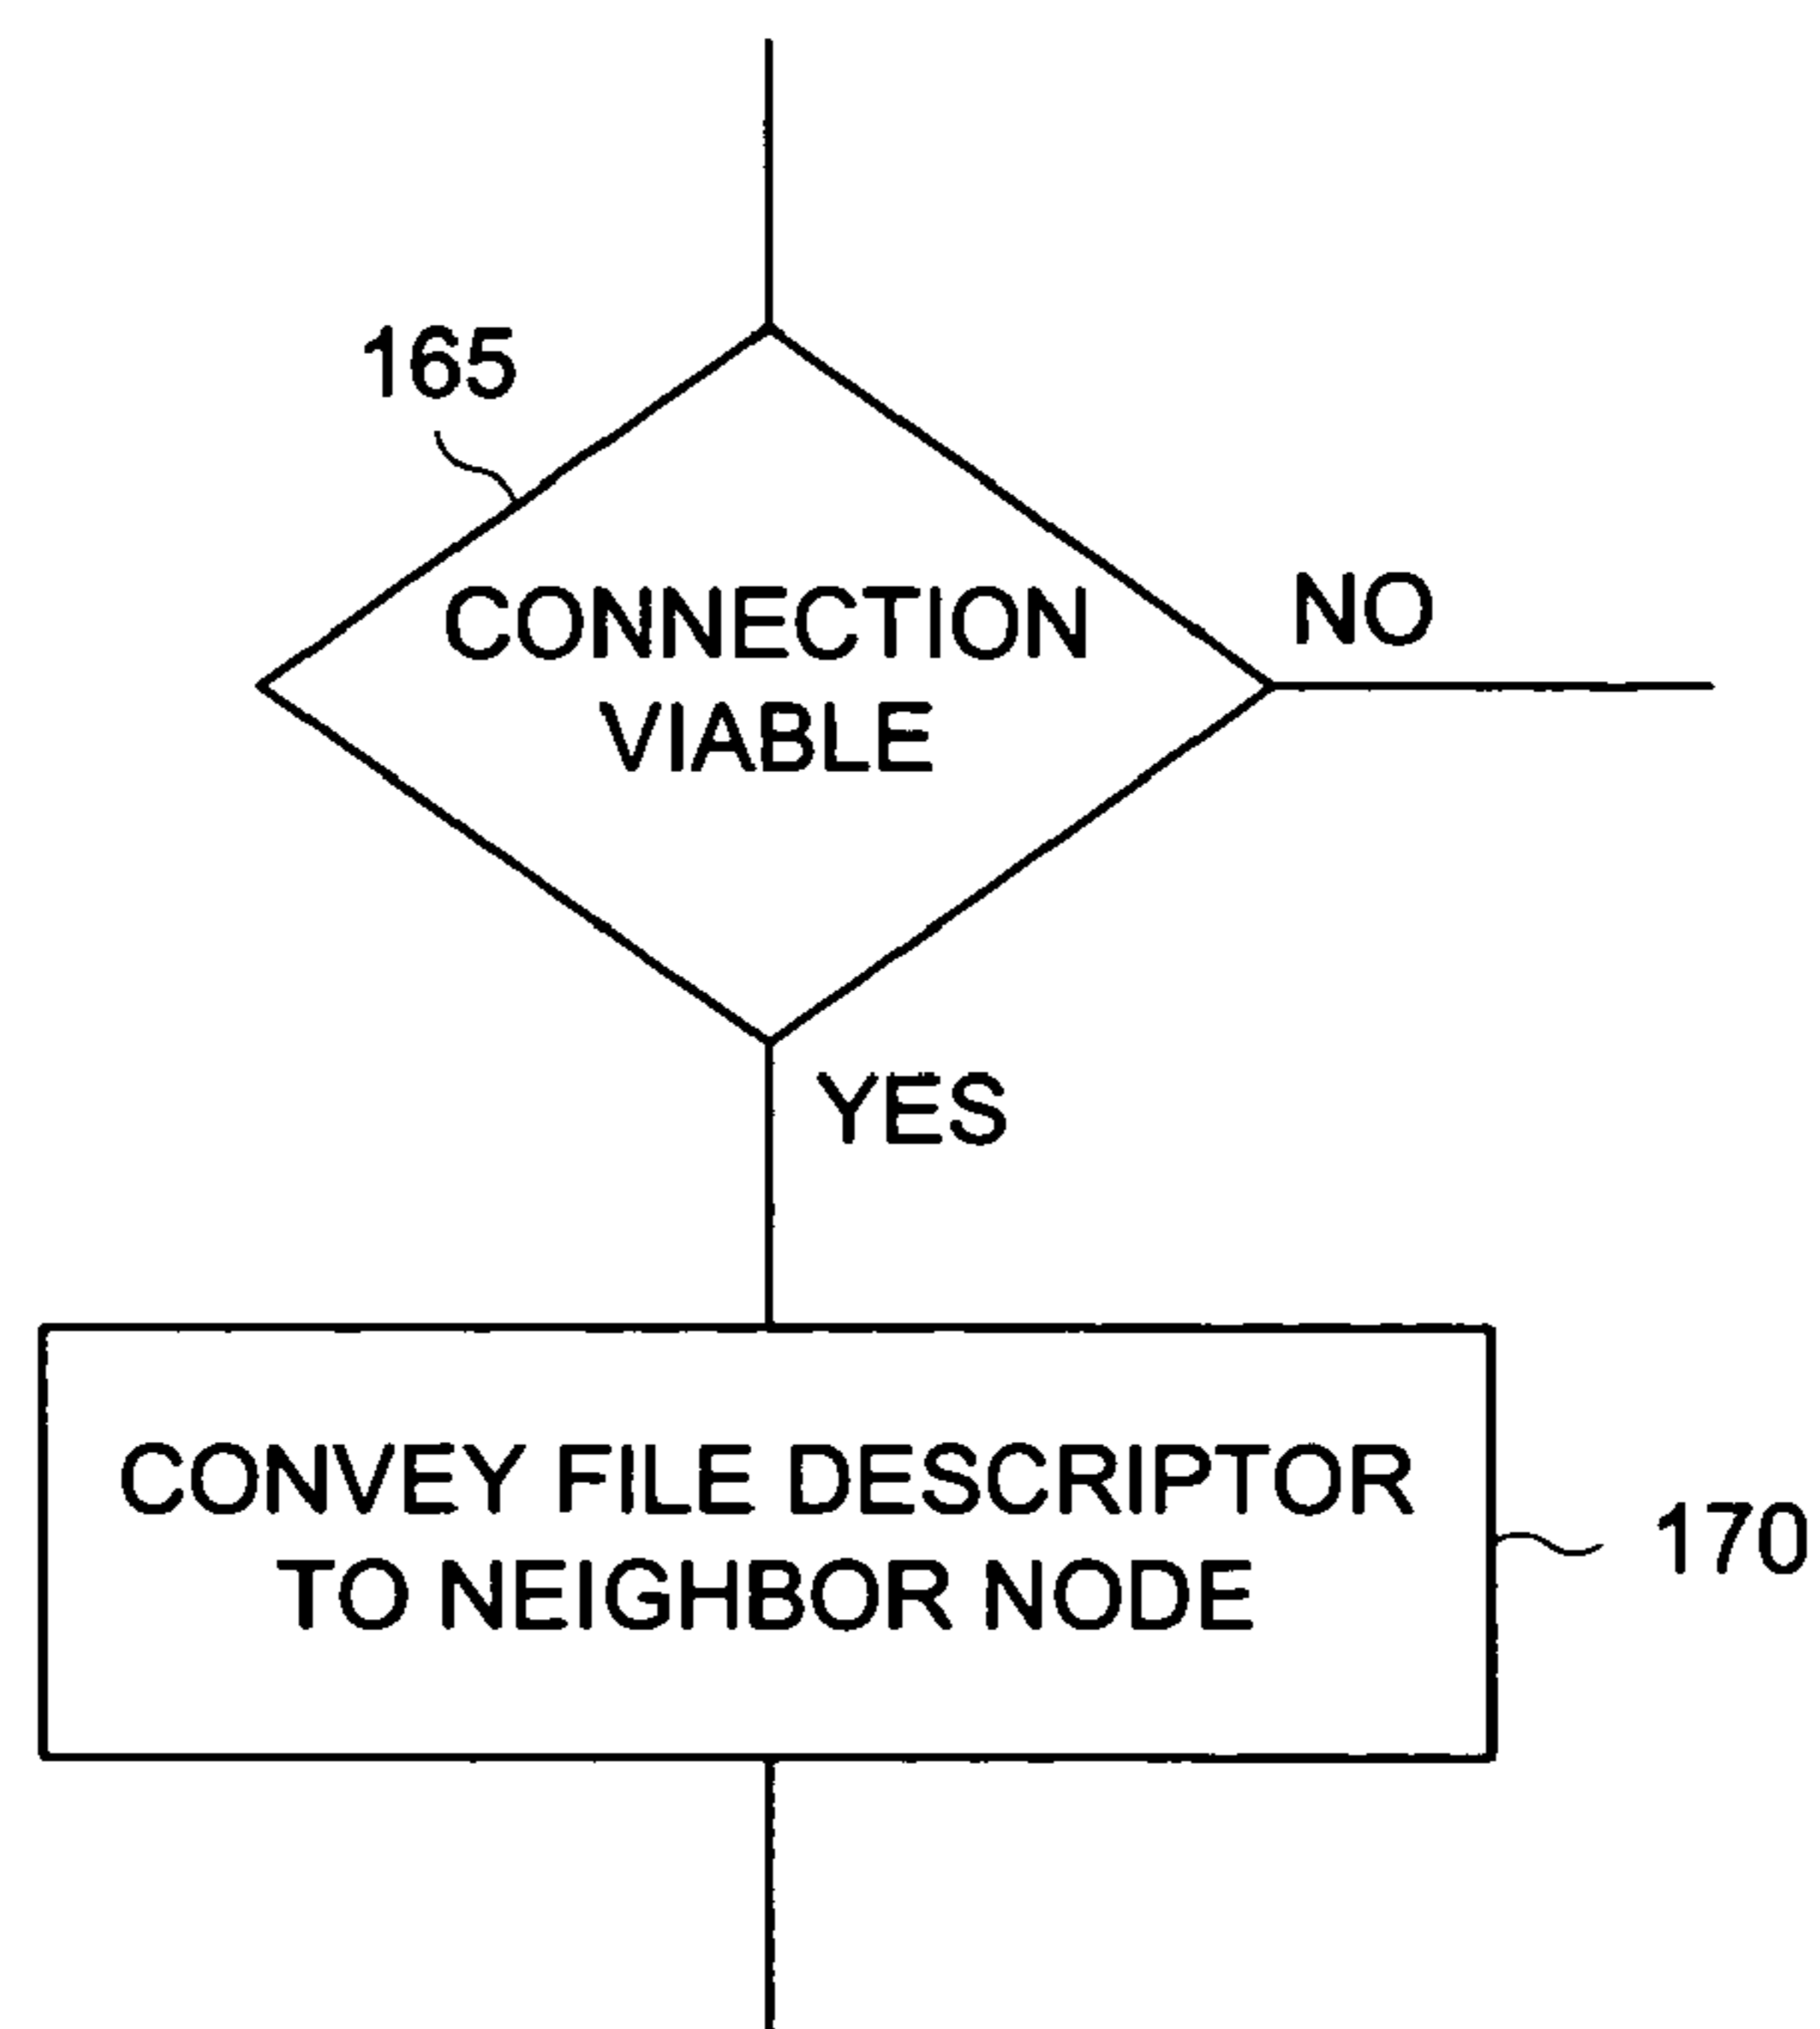 165
CONNECTION
VIABLE
NO
YES
CONVEY FILE DESCRIPTOR
TO NEIGHBOR NODE
170